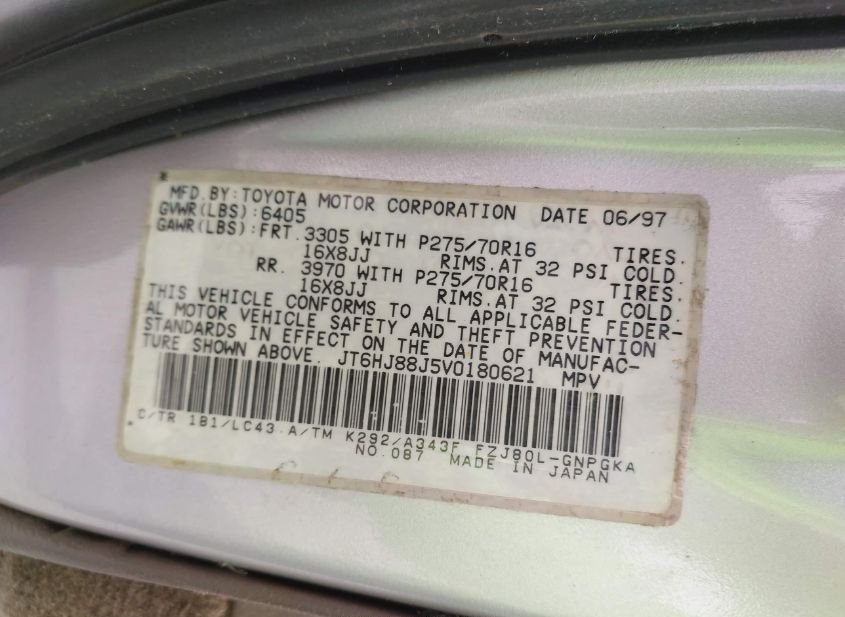 MFD. BY: TOYOTA MOTOR CORPORATION DATE 06/97
GVWR(LBS):6405
GAWR(LBS):FRT. 3305 WITH P275/70R16 TIRES.
16X8JJ RIMS.AT 32 PSI COLD.
RR. 3970 WITH P275/70R16 TIRES.
16X8JJ RIMS.AT 32 PSI COLD.
THIS VEHICLE CONFORMS TO ALL APPLICABLE FEDER-
AL MOTOR VEHICLE SAFETY AND THEFT PREVENTION
STANDARDS IN EFFECT ON THE DATE OF MANUFAC-
TURE SHOWN ABOVE. JT6HJ88J5V0180621 MPV
C/TR 1B1/LC43 A/TM K292/A343F FZJ80L-GNPGKA
NO.087 MADE IN JAPAN